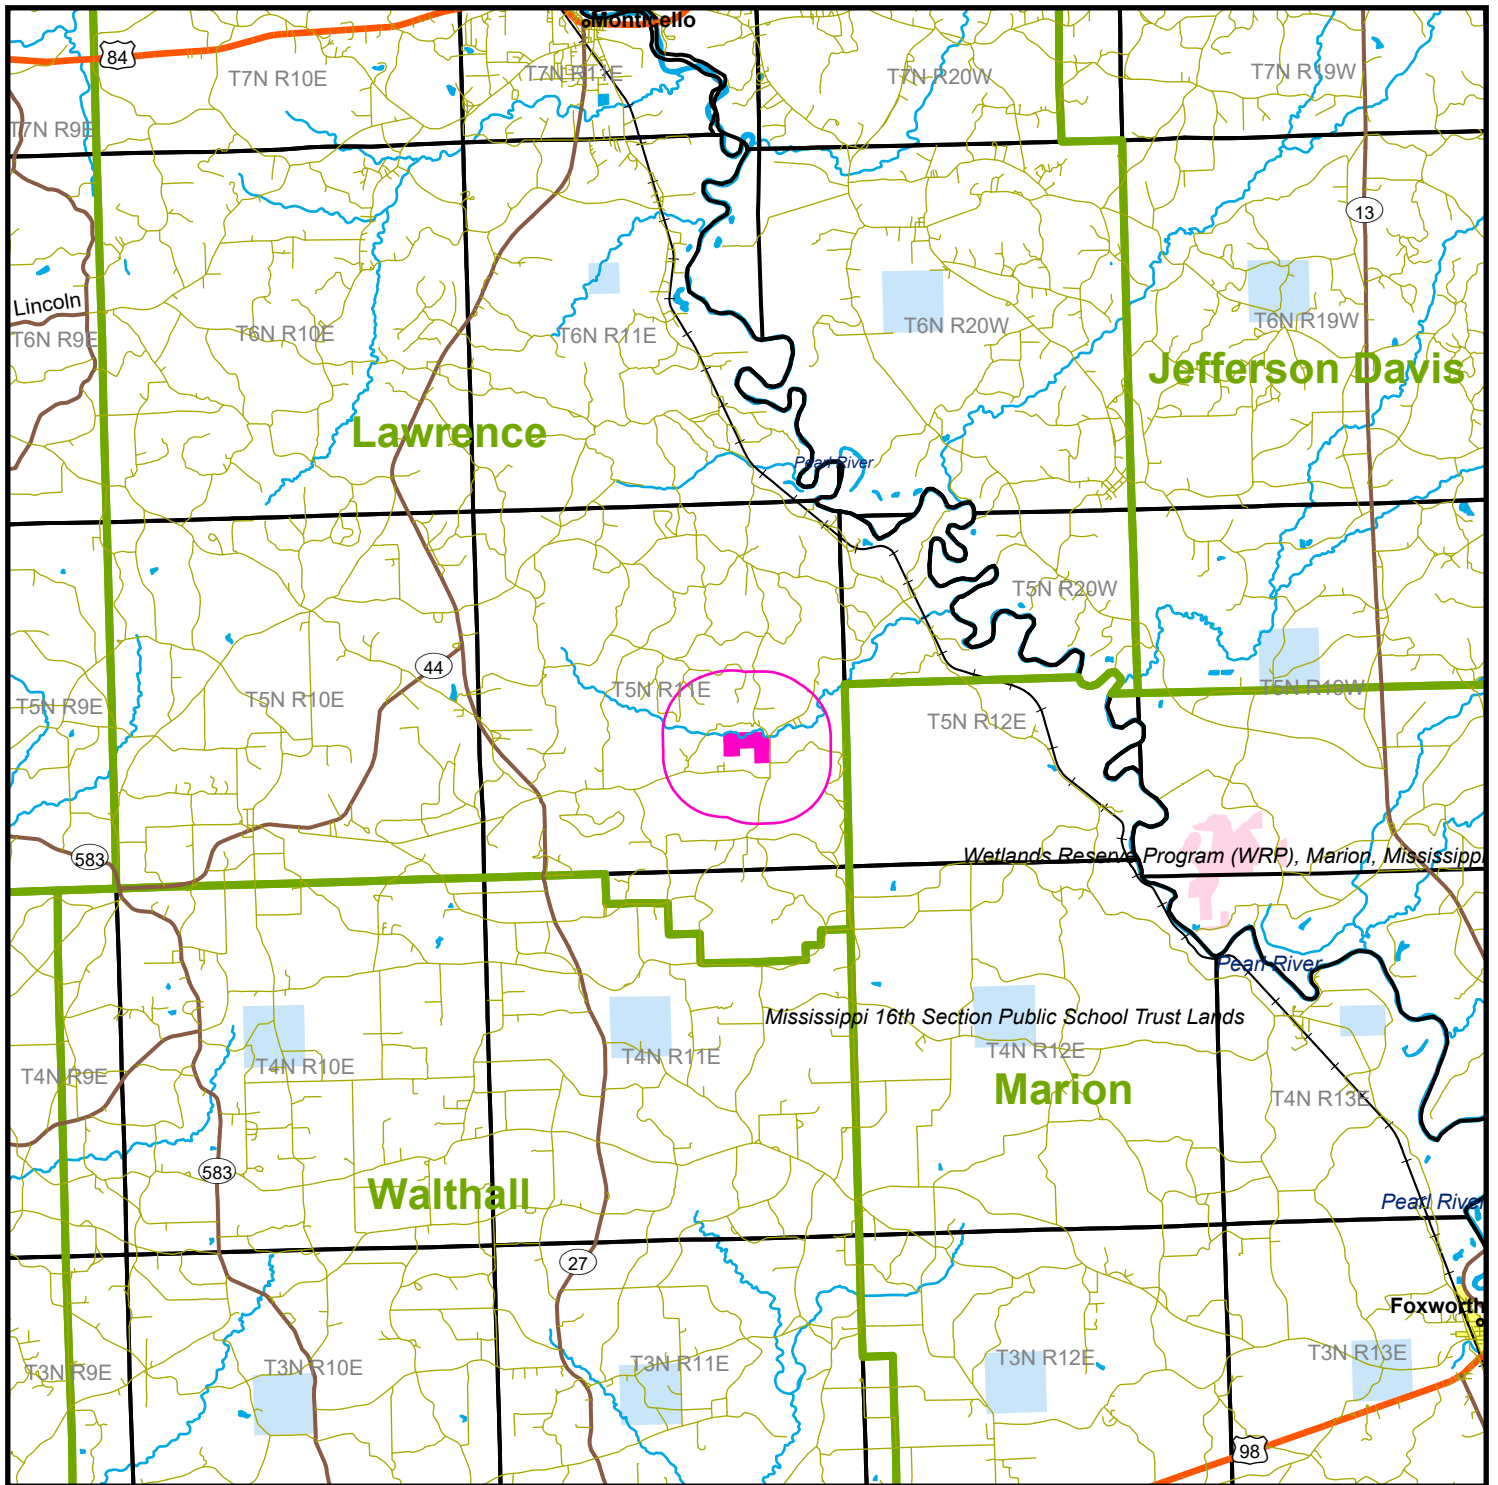 Monticello
84
T7N R10E
T7N R11E
T7N R20W
T7N R19W
T7N R9E
13
Lincoln
T6N R9E
T6N R10E
T6N R11E
T6N R20W
T6N R19W
Jefferson Davis
Lawrence
Pearl River
T5N R20W
44
T5N R9E
T5N R10E
T5N R11E
T5N R12E
T5N R19W
583
Wetlands Reserve Program (WRP), Marion, Mississippi
Pearl River
Mississippi 16th Section Public School Trust Lands
T4N R9E
T4N R10E
T4N R11E
T4N R12E
Marion
T4N R13E
583
Walthall
Pearl River
27
Foxworth
T3N R9E
T3N R10E
T3N R11E
T3N R12E
T3N R13E
98